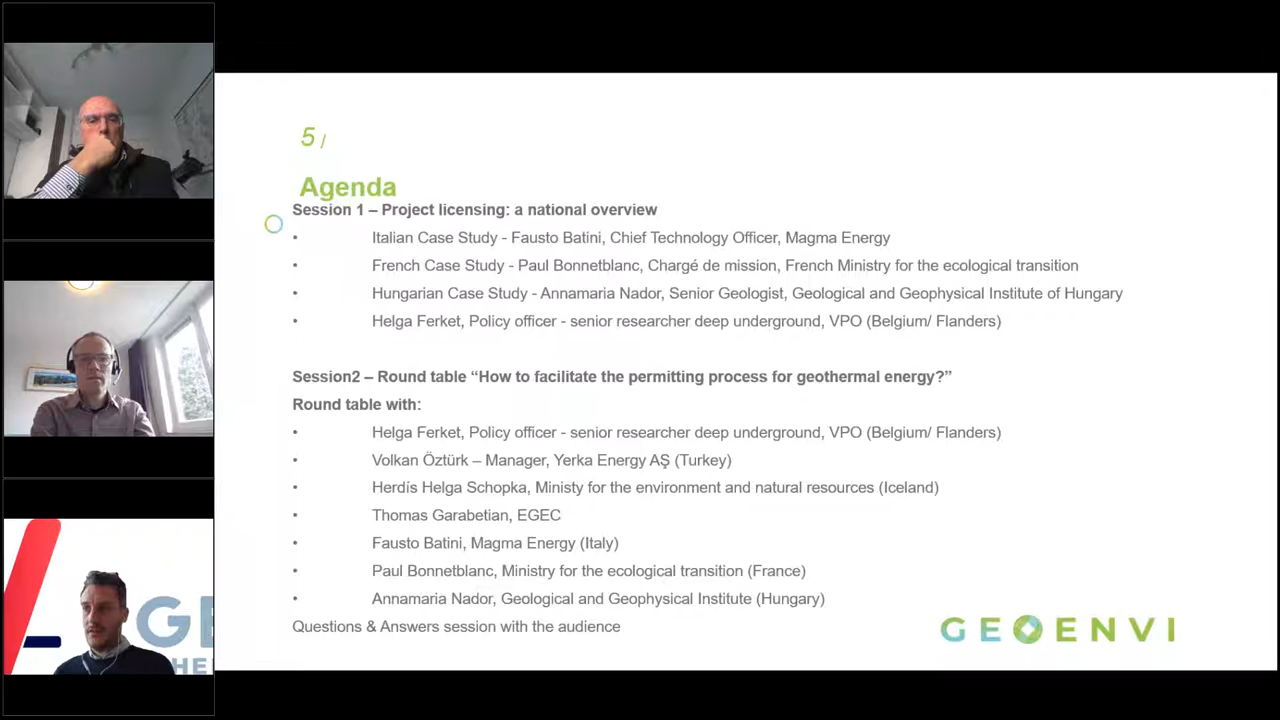 5 /
Agenda
Session 1 – Project licensing: a national overview
• Italian Case Study - Fausto Batini, Chief Technology Officer, Magma Energy
• French Case Study - Paul Bonnetblanc, Chargé de mission, French Ministry for the ecological transition
• Hungarian Case Study - Annamaria Nador, Senior Geologist, Geological and Geophysical Institute of Hungary
• Helga Ferket, Policy officer - senior researcher deep underground, VPO (Belgium/ Flanders)
Session2 – Round table “How to facilitate the permitting process for geothermal energy?”
Round table with:
• Helga Ferket, Policy officer - senior researcher deep underground, VPO (Belgium/ Flanders)
• Volkan Öztürk – Manager, Yerka Energy AŞ (Turkey)
• Herdís Helga Schopka, Ministy for the environment and natural resources (Iceland)
• Thomas Garabetian, EGEC
• Fausto Batini, Magma Energy (Italy)
• Paul Bonnetblanc, Ministry for the ecological transition (France)
• Annamaria Nador, Geological and Geophysical Institute (Hungary)
Questions & Answers session with the audience
GEOENVI